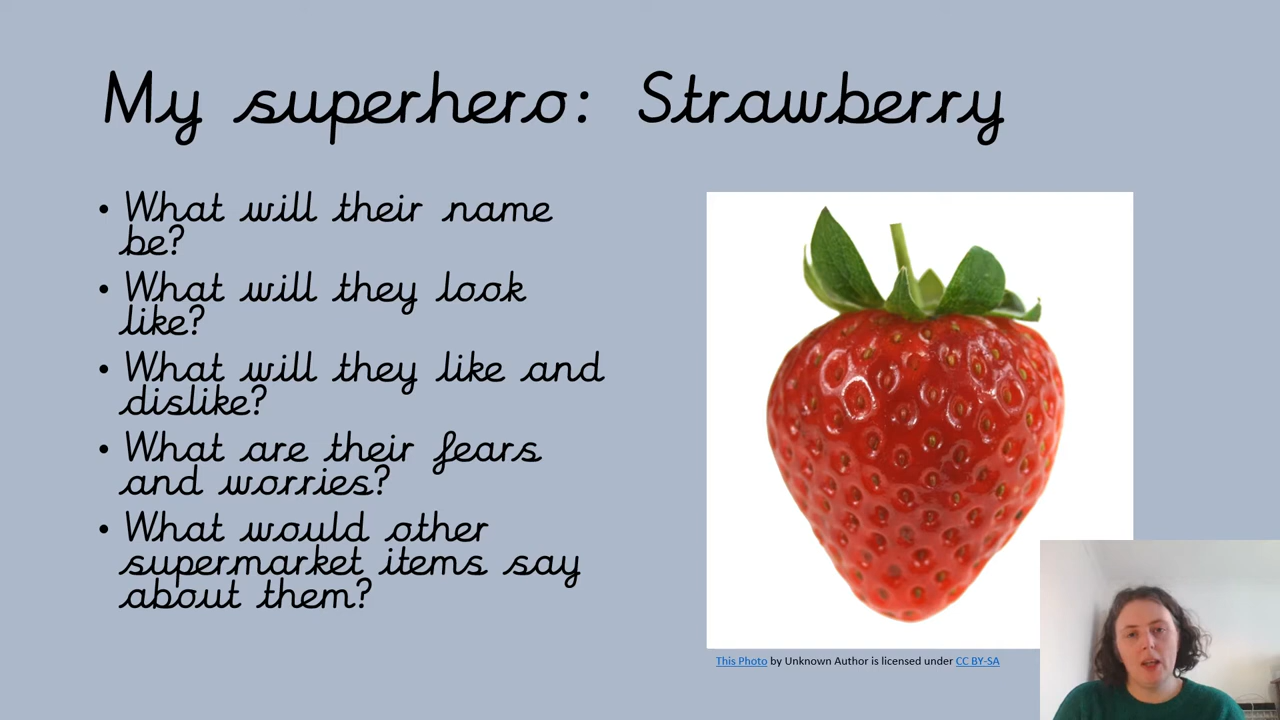 My superhero: Strawberry
• What will their name
be?
• What will they look
like?
• What will they like and
dislike?
• What are their fears
and worries?
• What would other
supermarket items say
about them?
This Photo by Unknown Author is licensed under CC BY-SA